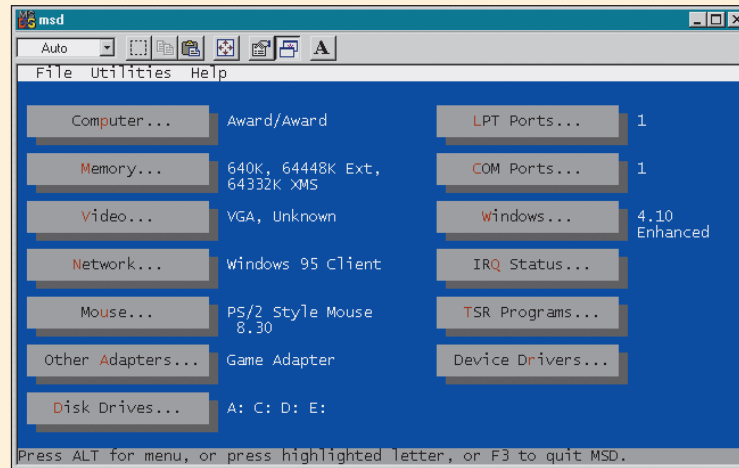 msd
Auto
A
File Utilities Help
Computer... Award/Award
LPT Ports... 1
Memory... 640K, 64448K Ext,
64332K XMS
COM Ports... 1
Video... VGA, Unknown
Windows... 4.10
Enhanced
Network... Windows 95 Client
IRQ Status...
Mouse... PS/2 Style Mouse
8.30
TSR Programs...
Other Adapters... Game Adapter
Device Drivers...
Disk Drives... A: C: D: E:
Press ALT for menu, or press highlighted letter, or F3 to quit MSD.